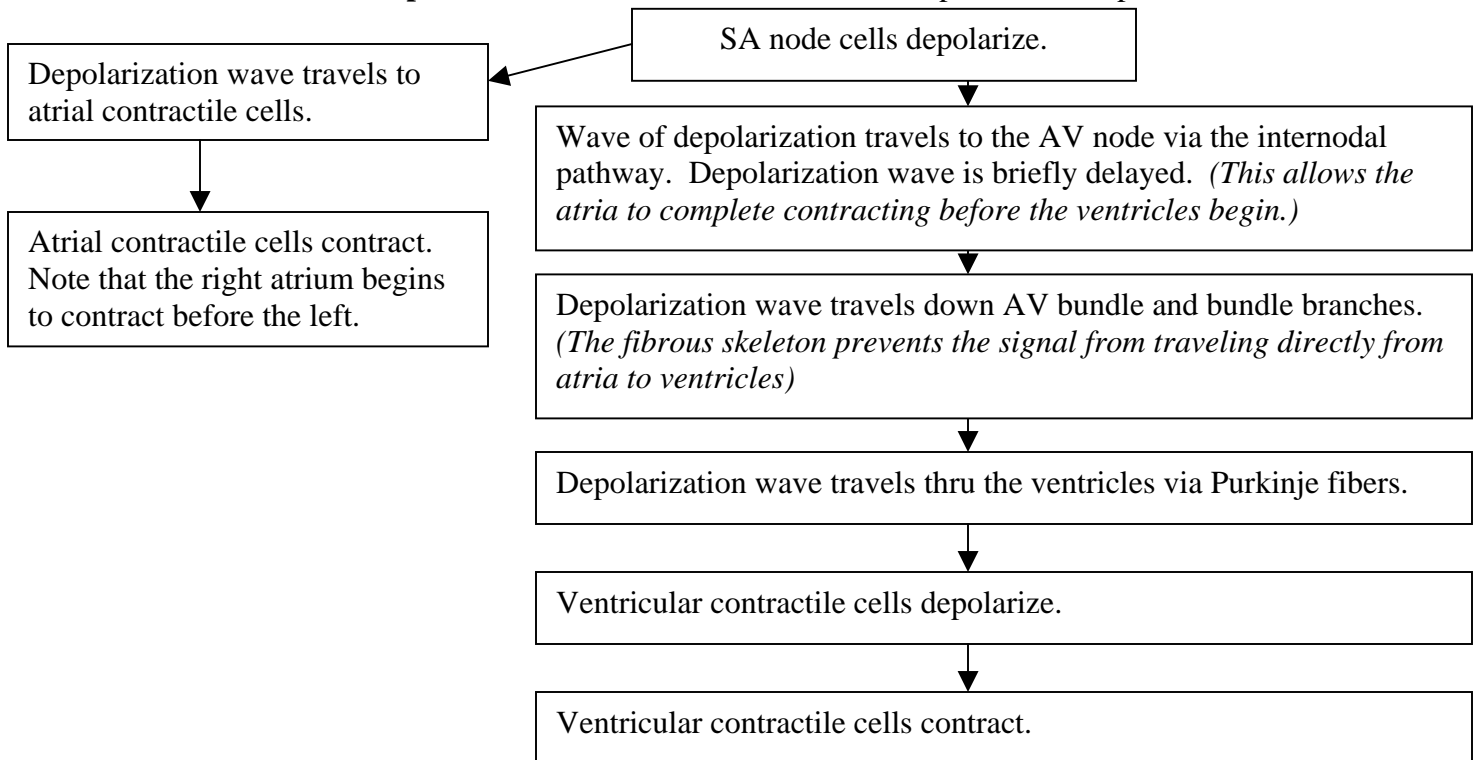 SA node cells depolarize.
Depolarization wave travels to
atrial contractile cells.
Atrial contractile cells contract.
Note that the right atrium begins
to contract before the left.
Wave of depolarization travels to the AV node via the internodal
pathway.  Depolarization wave is briefly delayed.  (This allows the
atria to complete contracting before the ventricles begin.)
Depolarization wave travels down AV bundle and bundle branches.
(The fibrous skeleton prevents the signal from traveling directly from
atria to ventricles)
Depolarization wave travels thru the ventricles via Purkinje fibers.
Ventricular contractile cells depolarize.
Ventricular contractile cells contract.